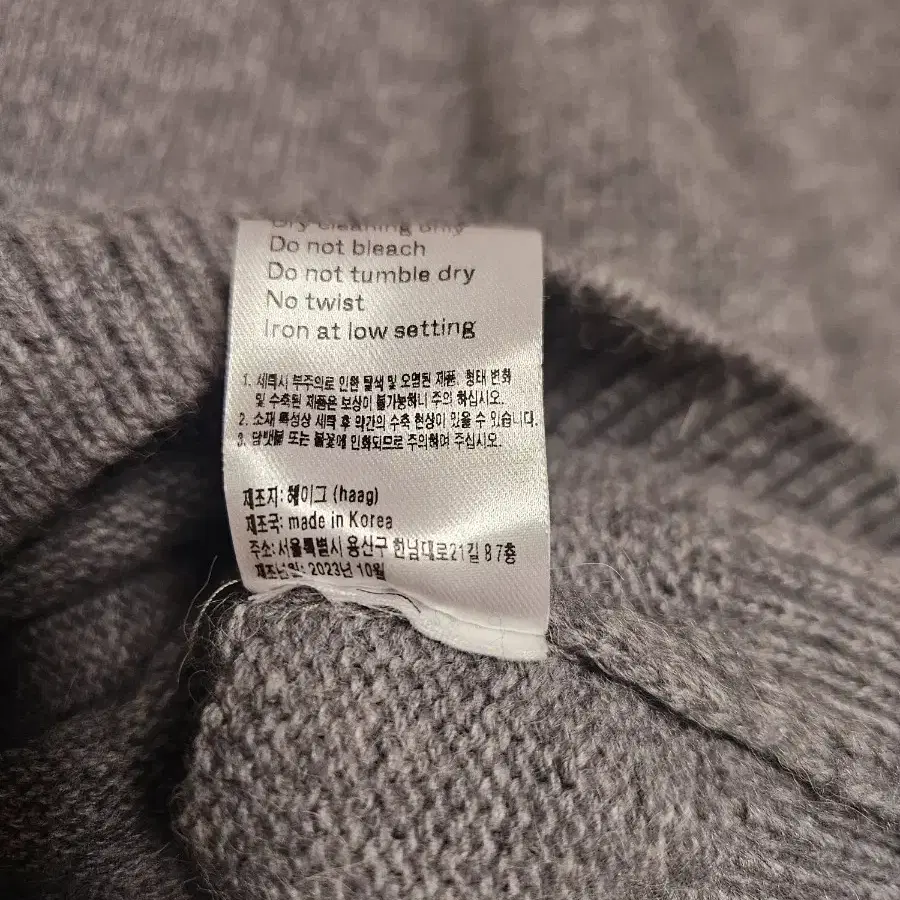 Dry cleaning only
Do not bleach
Do not tumble dry
No twist
Iron at low setting
1. 세탁시 부주의로 인한 탈색 및 오염된 제품, 형태 변화
및 수축된 제품은 보상이 불가능하니 주의 하십시오.
2. 소재 특성상 세탁 후 약간의 수축 현상이 있을 수 있습니다.
3. 담뱃불 또는 불꽃에 인화되므로 주의하여 주십시오.
제조자: 헤이그 (haag)
제조국: made in Korea
주소: 서울특별시 용산구 한남대로21길 8 7층
제조년월: 2023년 10월